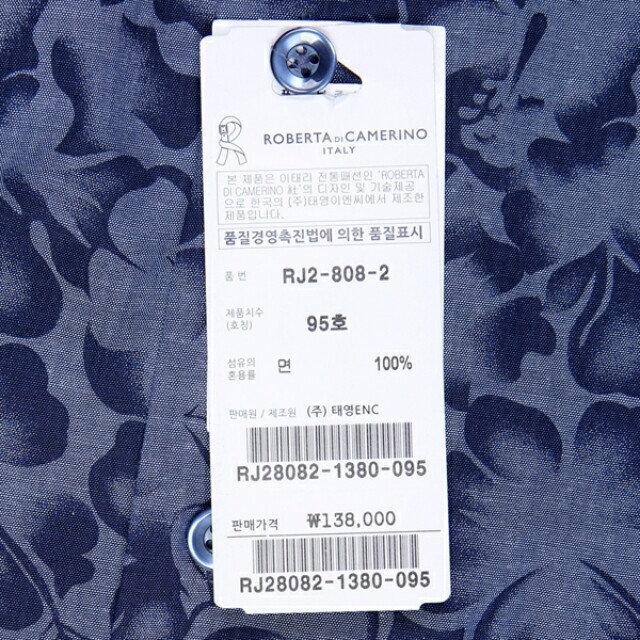 R
ROBERTA DI CAMERINO
ITALY
본 제품은 이태리 전통패션인 'ROBERTA
DI CAMERINO 社'의 디자인 및 기술제공
으로 한국의 (주)태영이엔씨에서 제조한
제품입니다.
품질경영촉진법에 의한 품질표시
품 번 RJ2-808-2
제품치수
(호칭) 95호
섬유의
혼용률 면 100%
판매원 / 제조원 (주) 태영ENC
RJ28082-1380-095
판매가격 ₩138,000
RJ28082-1380-095